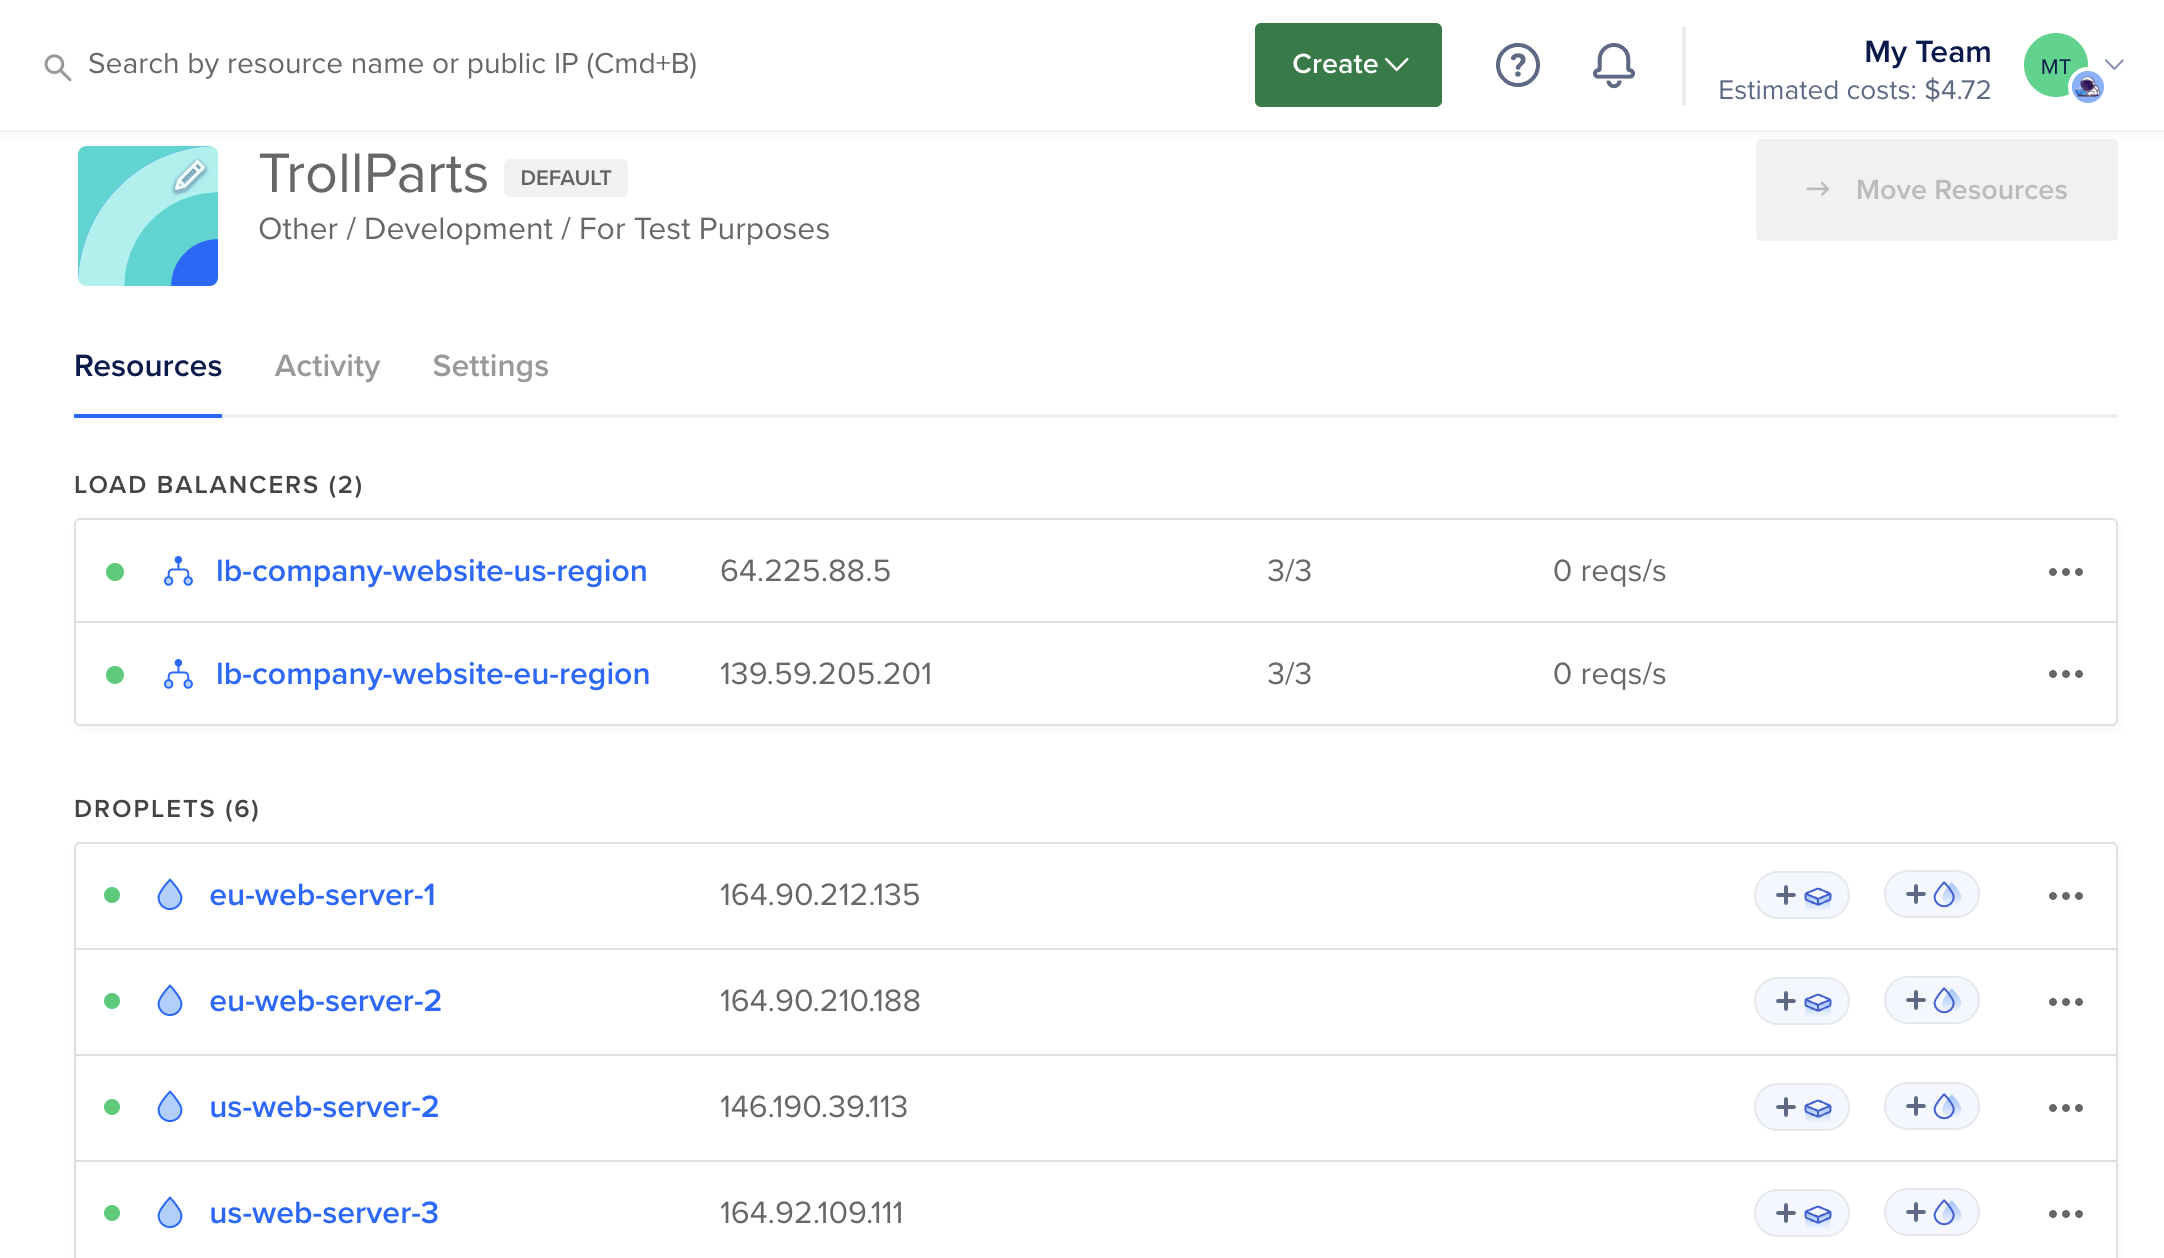 Search by resource name or public IP (Cmd+B)
Create
My Team
Estimated costs: $4.72
MT
TrollParts DEFAULT
Other / Development / For Test Purposes
Move Resources
Resources Activity Settings
LOAD BALANCERS (2)
lb-company-website-us-region 64.225.88.5 3/3 0 reqs/s
lb-company-website-eu-region 139.59.205.201 3/3 0 reqs/s
DROPLETS (6)
eu-web-server-1 164.90.212.135
eu-web-server-2 164.90.210.188
us-web-server-2 146.190.39.113
us-web-server-3 164.92.109.111